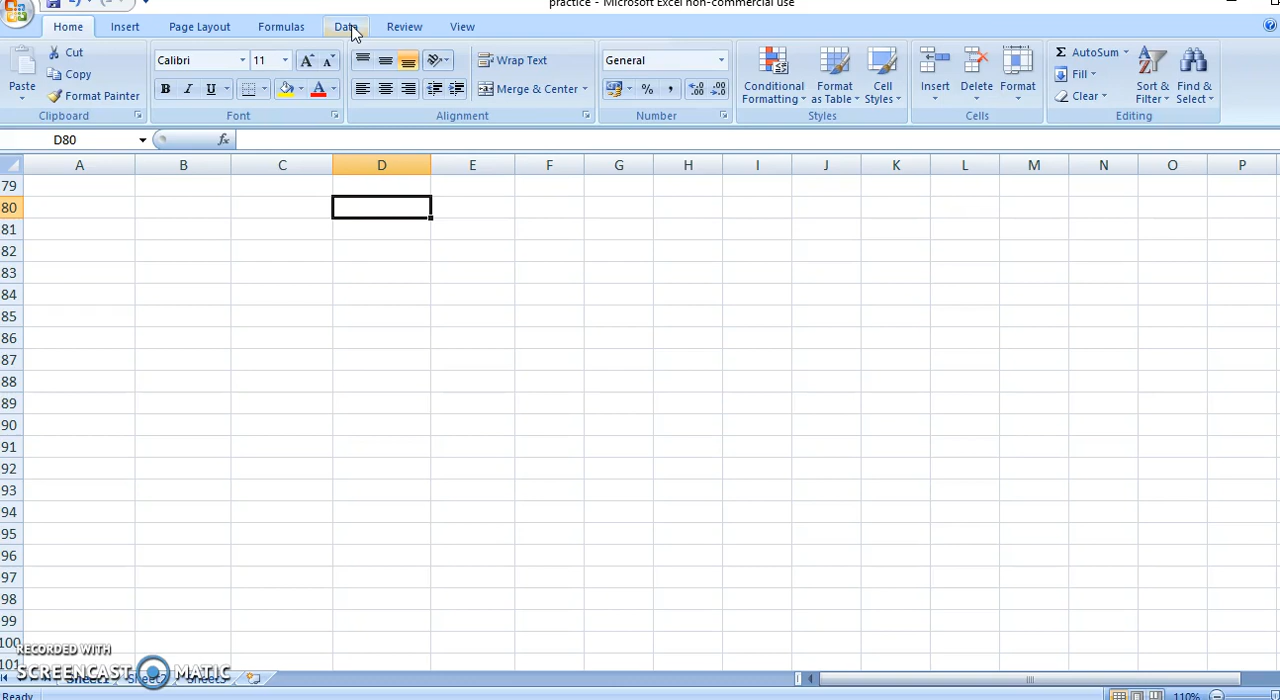 practice - Microsoft Excel non-commercial use
Home Insert Page Layout Formulas Data Review View
Cut
Copy
Format Painter
Paste
Clipboard
Calibri 11
B I U
Font
Wrap Text
Merge & Center
Alignment
General
% ,
Number
Conditional Formatting
Format as Table
Cell Styles
Styles
Insert Delete Format
Cells
AutoSum
Fill
Clear
Sort & Filter
Find & Select
Editing
D80 fx
A B C D E F G H I J K L M N O P
79
80
81
82
83
84
85
86
87
88
89
90
91
92
93
94
95
96
97
98
99
100
101
RECORDED WITH
SCREENCAST MATIC
Sheet1 Sheet2 Sheet3
Ready 110%